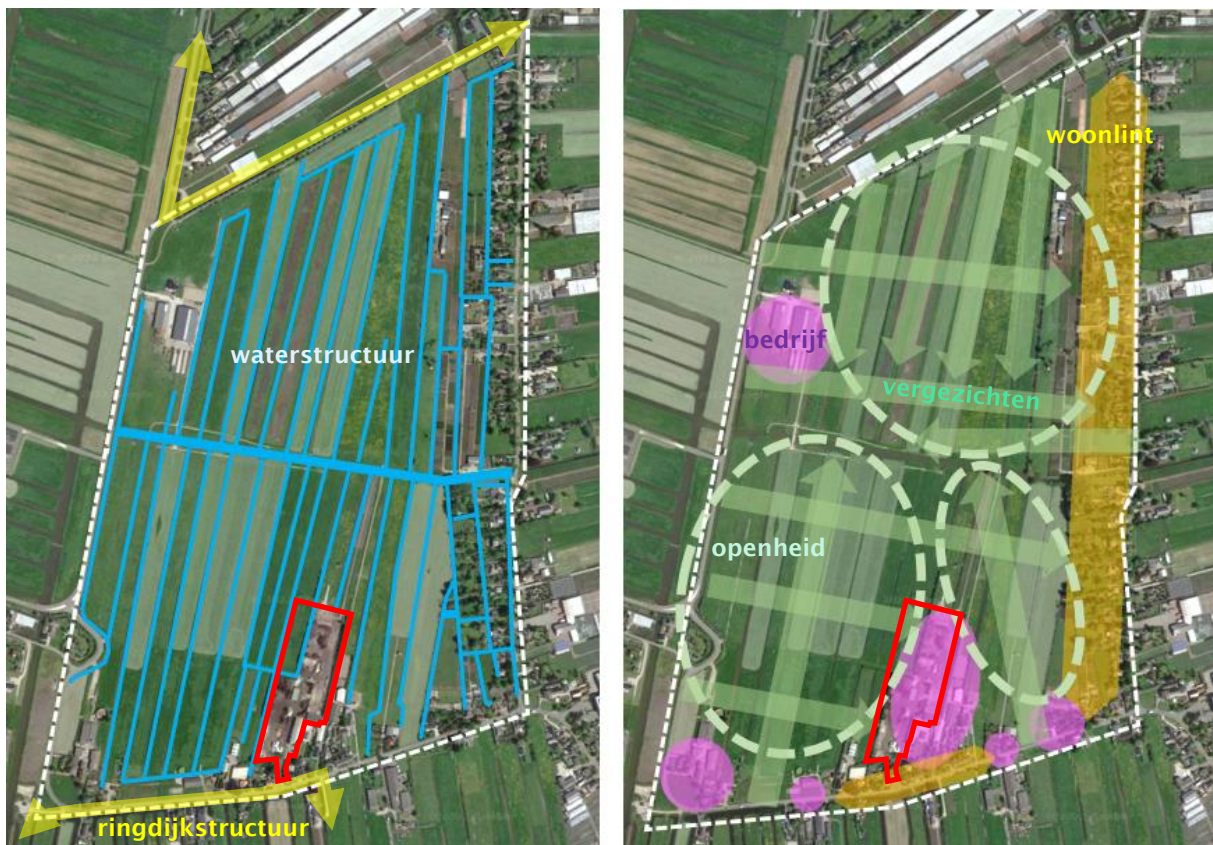 waterstructuur
ringdijkstructuur
woonlint
bedrijf
vergezichten
openheid